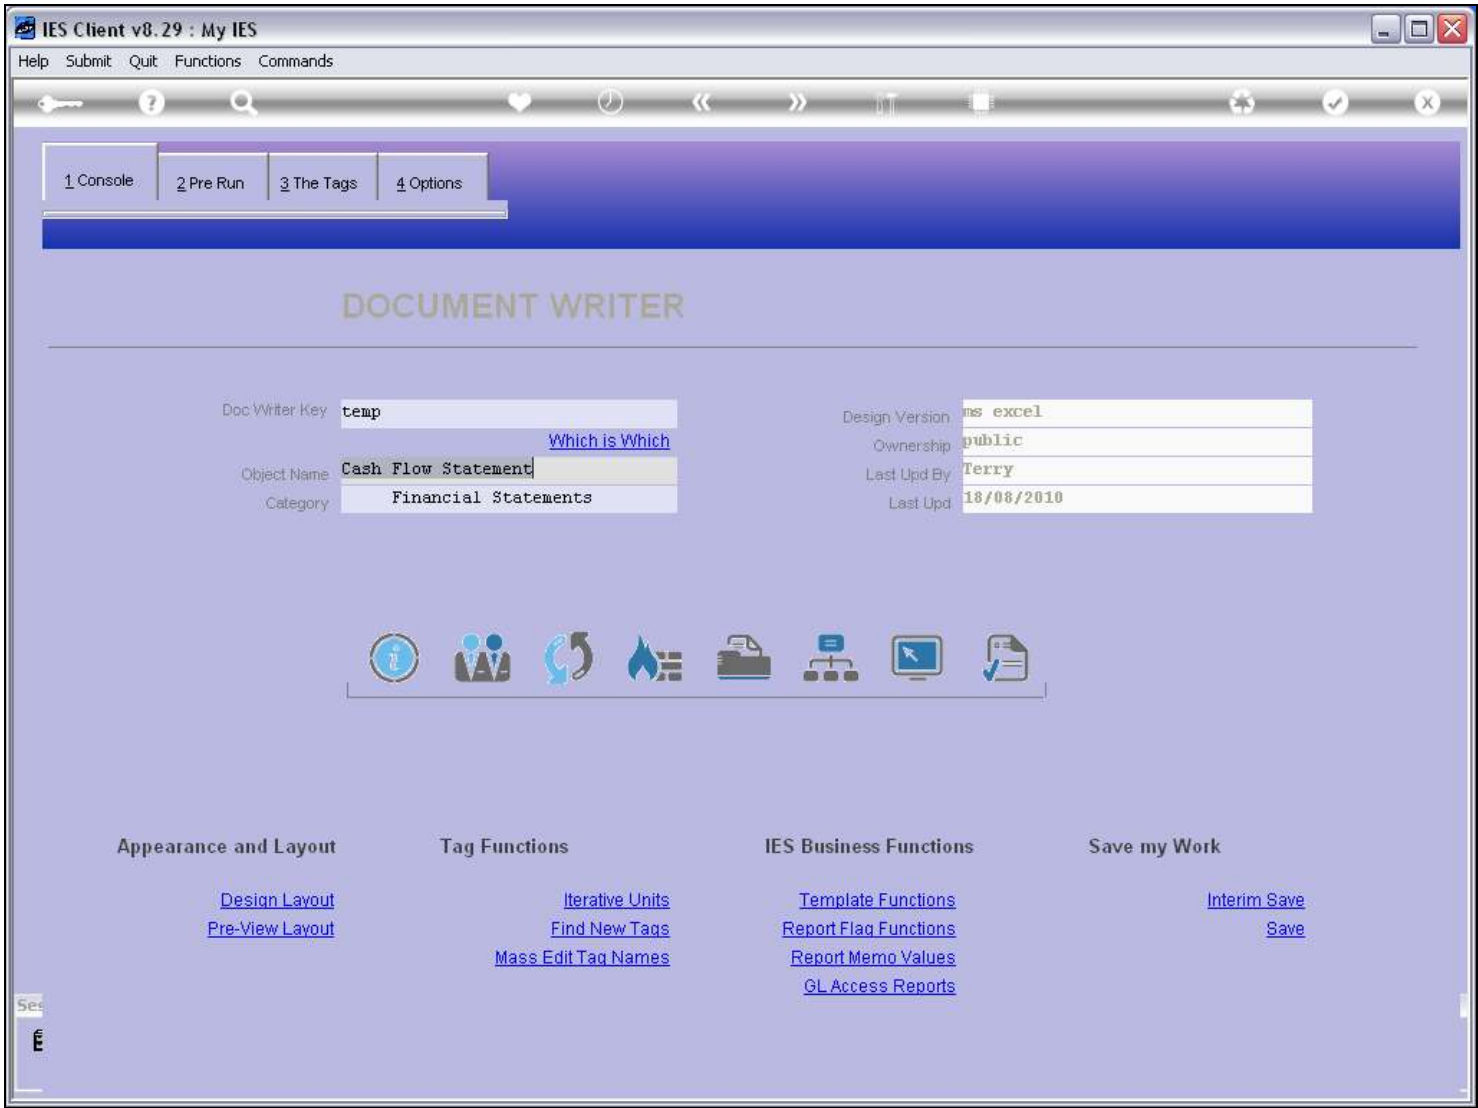 IES Client v8.29 : My IES
Help Submit Quit Functions Commands
1 Console 2 Pre Run 3 The Tags 4 Options
DOCUMENT WRITER
Doc Writer Key temp
Which is Which
Object Name Cash Flow Statement
Category Financial Statements
Design Version ms excel
Ownership public
Last Upd By Terry
Last Upd 18/08/2010
Appearance and Layout
Design Layout
Pre-View Layout
Tag Functions
Iterative Units
Find New Tags
Mass Edit Tag Names
IES Business Functions
Template Functions
Report Flag Functions
Report Memo Values
GL Access Reports
Save my Work
Interim Save
Save